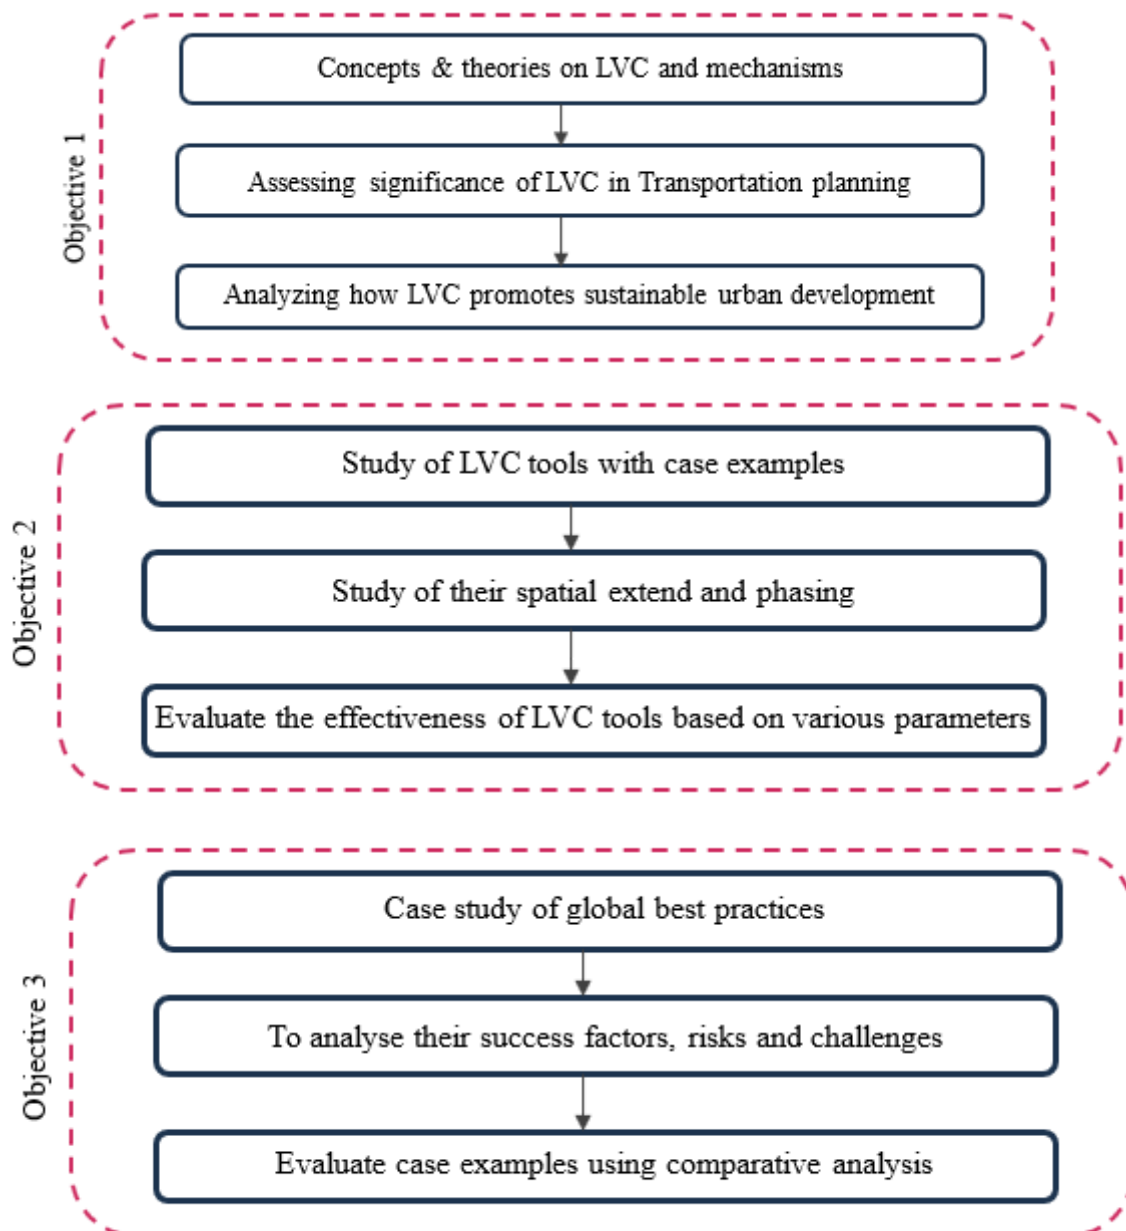 Objective 1
Concepts & theories on LVC and mechanisms
Assessing significance of LVC in Transportation planning
Analyzing how LVC promotes sustainable urban development
Objective 2
Study of LVC tools with case examples
Study of their spatial extend and phasing
Evaluate the effectiveness of LVC tools based on various parameters
Objective 3
Case study of global best practices
To analyse their success factors, risks and challenges
Evaluate case examples using comparative analysis